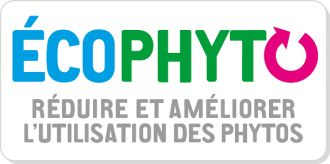 ÉCOPHYTO
RÉDUIRE ET AMÉLIORER
L'UTILISATION DES PHYTOS